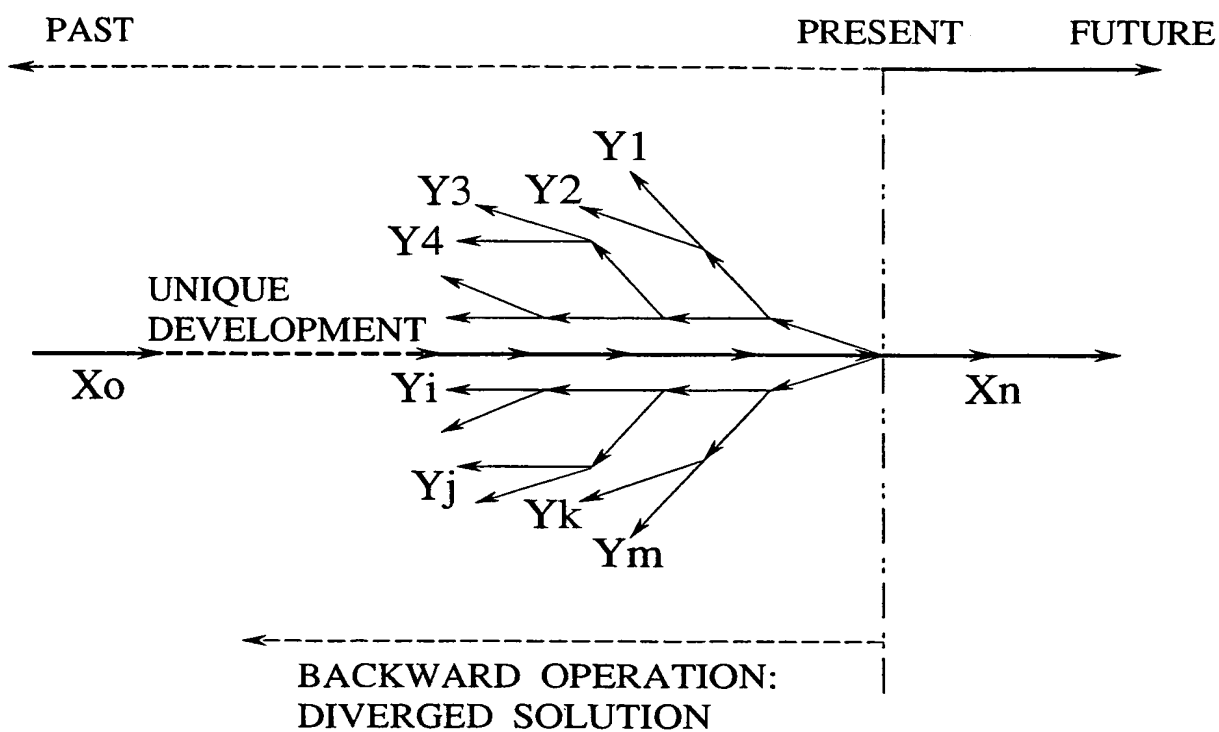 PAST PRESENT FUTURE
Y1
Y3 Y2
Y4
UNIQUE
DEVELOPMENT
Xo Yi Xn
Yj Yk
Ym
BACKWARD OPERATION:
DIVERGED SOLUTION